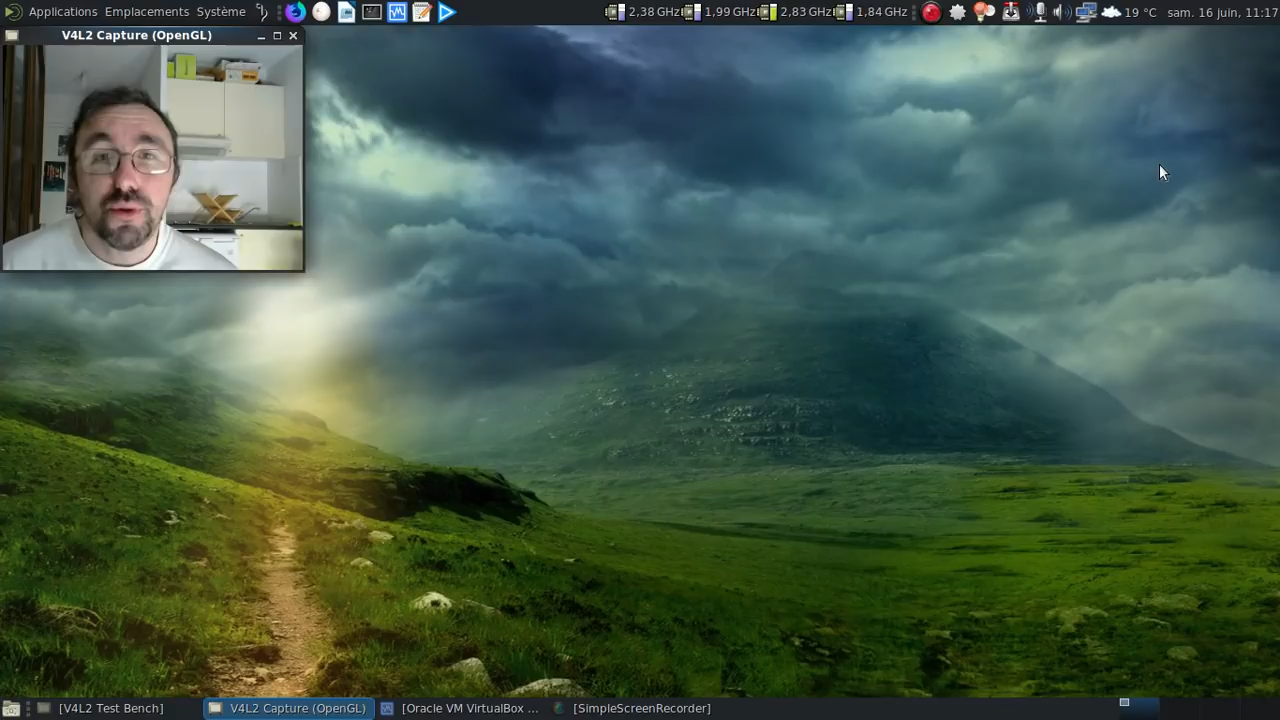 Applications Emplacements Système 2,38 GHz 1,99 GHz 2,83 GHz 1,84 GHz 19 °C sam. 16 juin, 11:17
V4L2 Capture (OpenGL)
[V4L2 Test Bench] V4L2 Capture (OpenGL) [Oracle VM VirtualBox ... [SimpleScreenRecorder]